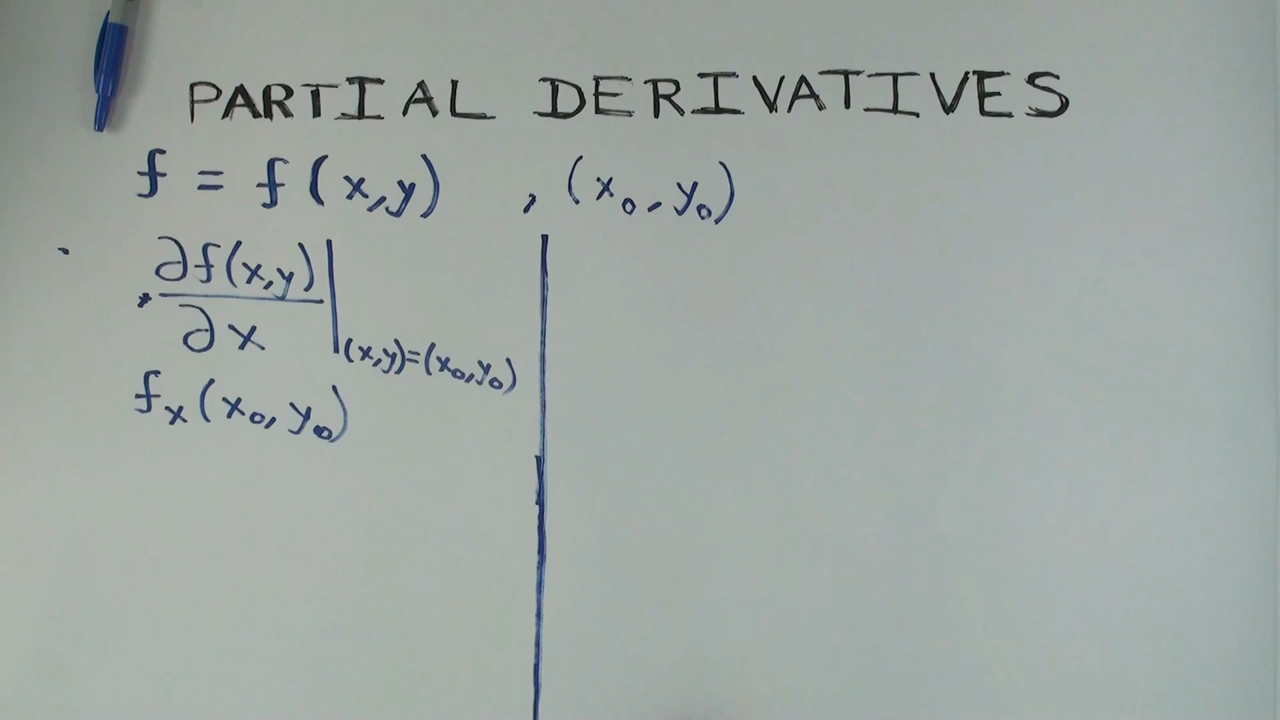 PARTIAL DERIVATIVES
f = f(x,y) , (x₀, y₀)
∂f(x,y)
∂x |(x,y)=(x₀,y₀)
fₓ(x₀, y₀)